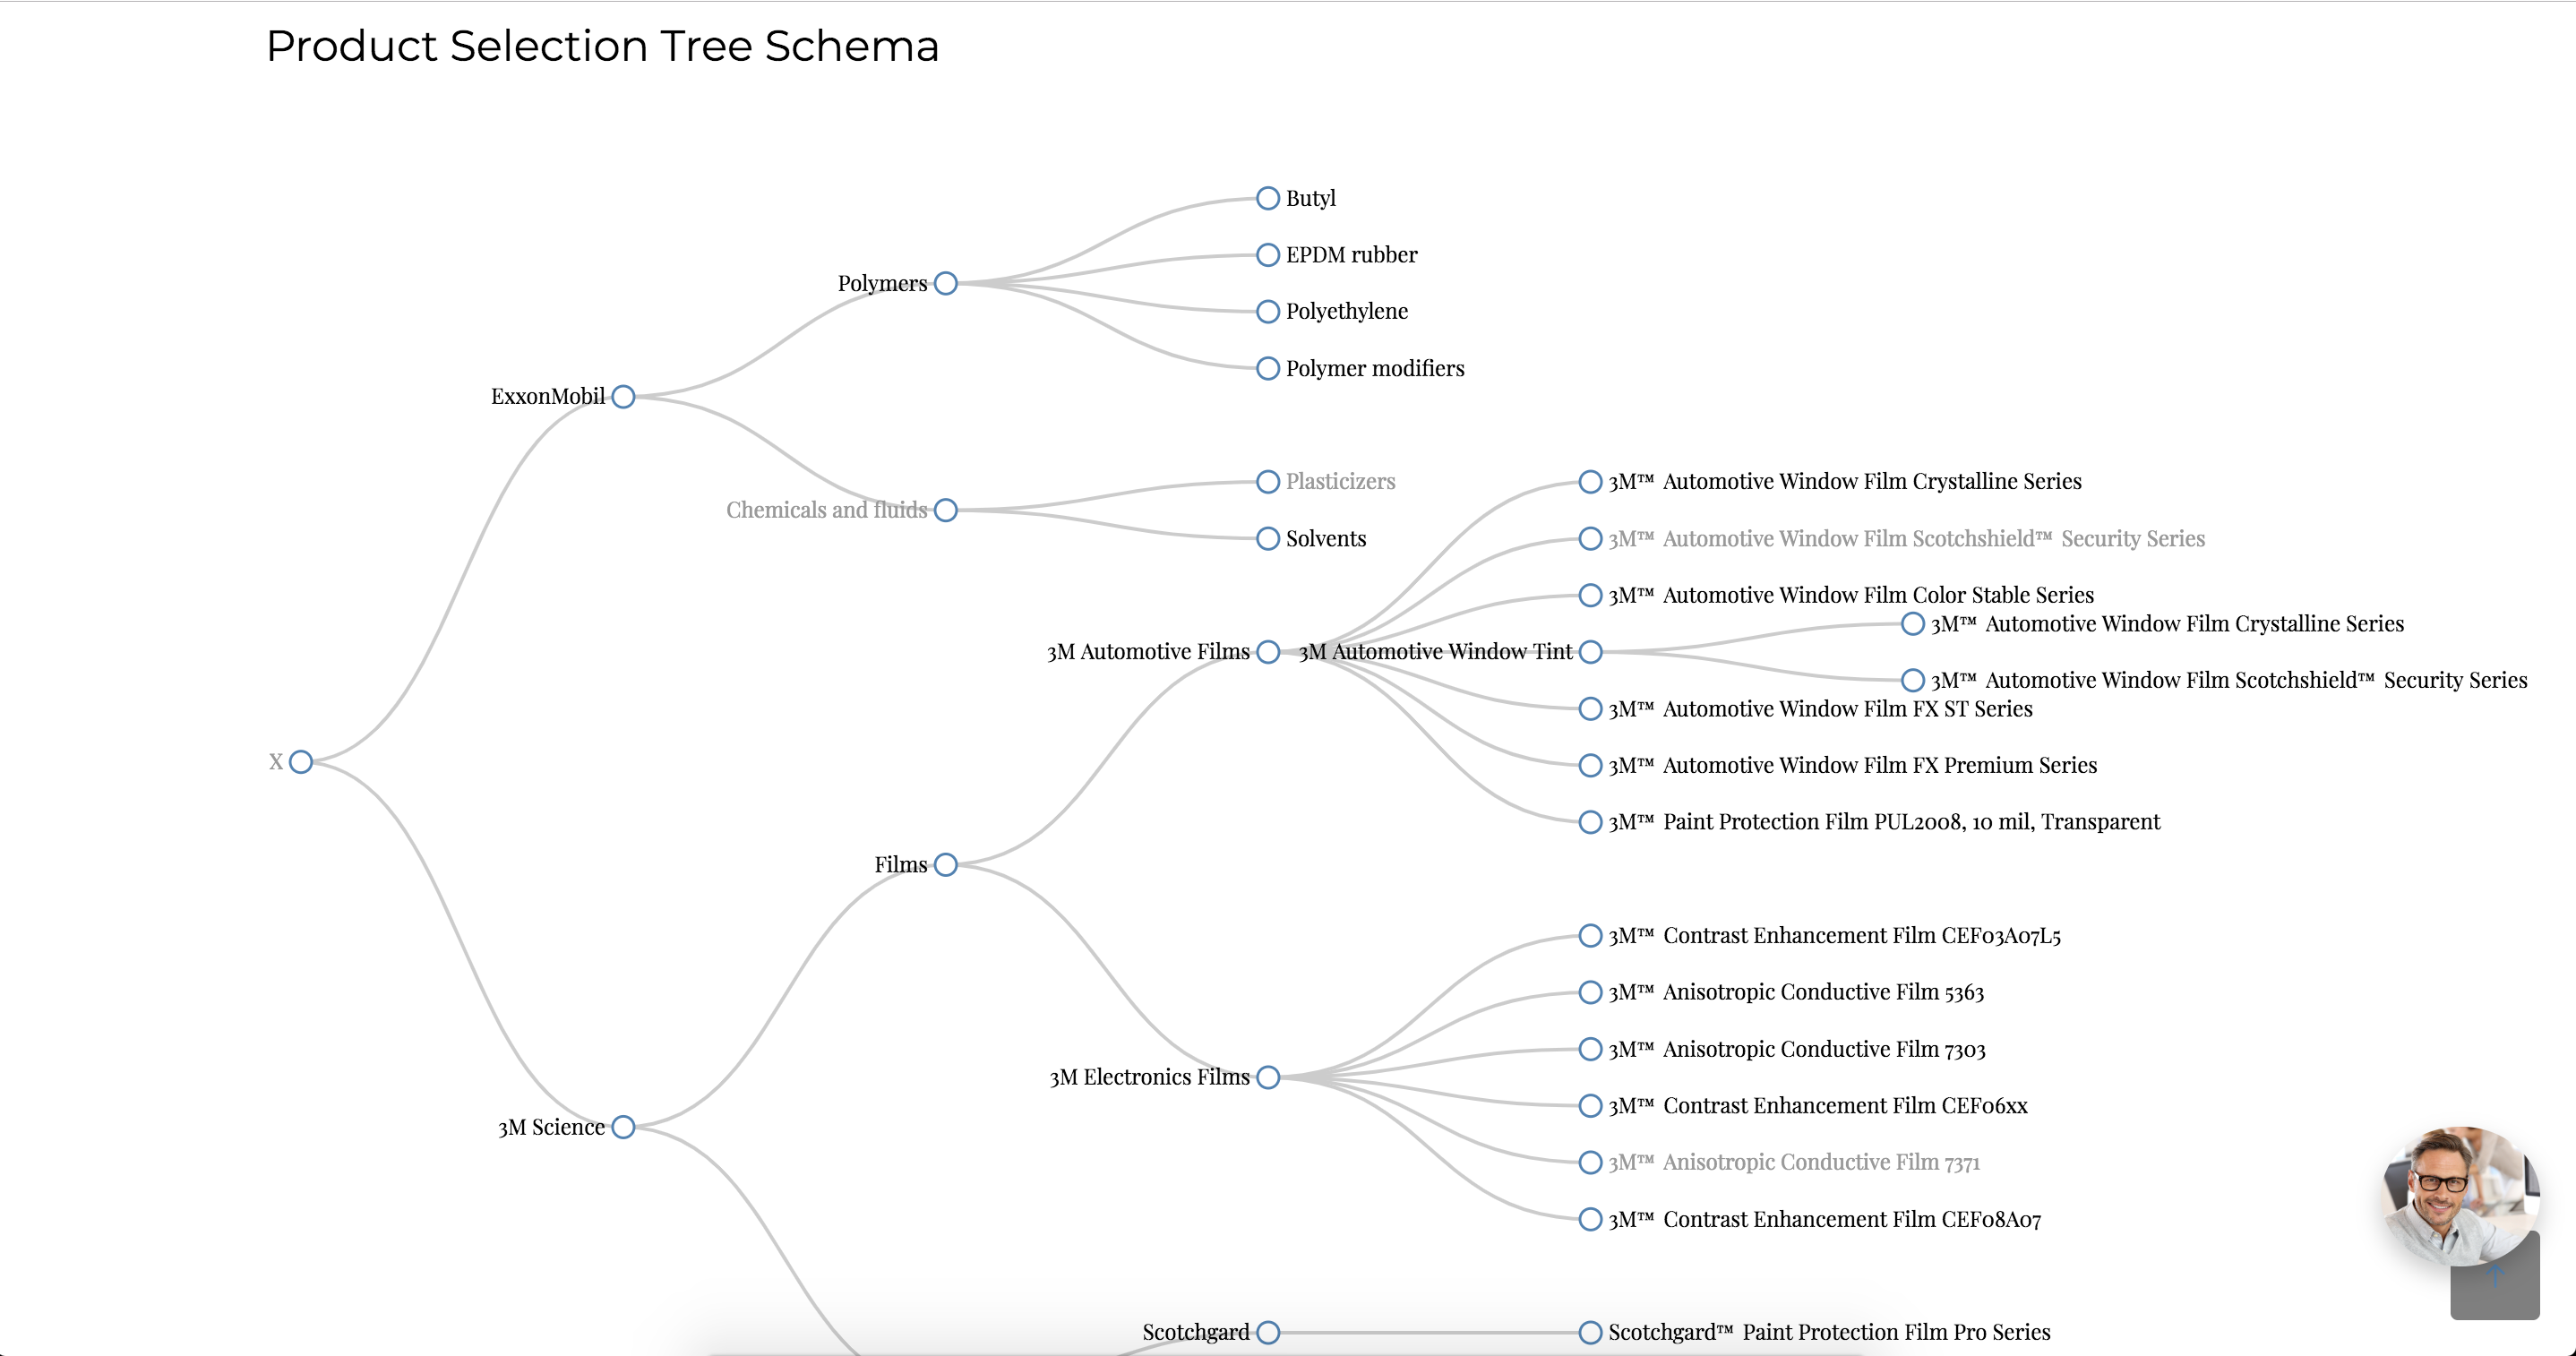 Product Selection Tree Schema
Butyl
EPDM rubber
Polymers
Polyethylene
Polymer modifiers
ExxonMobil
Plasticizers
3M™ Automotive Window Film Crystalline Series
Chemicals and fluids
Solvents
3M™ Automotive Window Film Scotchshield™ Security Series
3M™ Automotive Window Film Color Stable Series
3M™ Automotive Window Film Crystalline Series
3M Automotive Films
3M Automotive Window Tint
3M™ Automotive Window Film Scotchshield™ Security Series
3M™ Automotive Window Film FX ST Series
X
3M™ Automotive Window Film FX Premium Series
3M™ Paint Protection Film PUL2008, 10 mil, Transparent
Films
3M™ Contrast Enhancement Film CEF03A07L5
3M™ Anisotropic Conductive Film 5363
3M™ Anisotropic Conductive Film 7303
3M Electronics Films
3M™ Contrast Enhancement Film CEF06xx
3M Science
3M™ Anisotropic Conductive Film 7371
3M™ Contrast Enhancement Film CEF08A07
Scotchgard
Scotchgard™ Paint Protection Film Pro Series